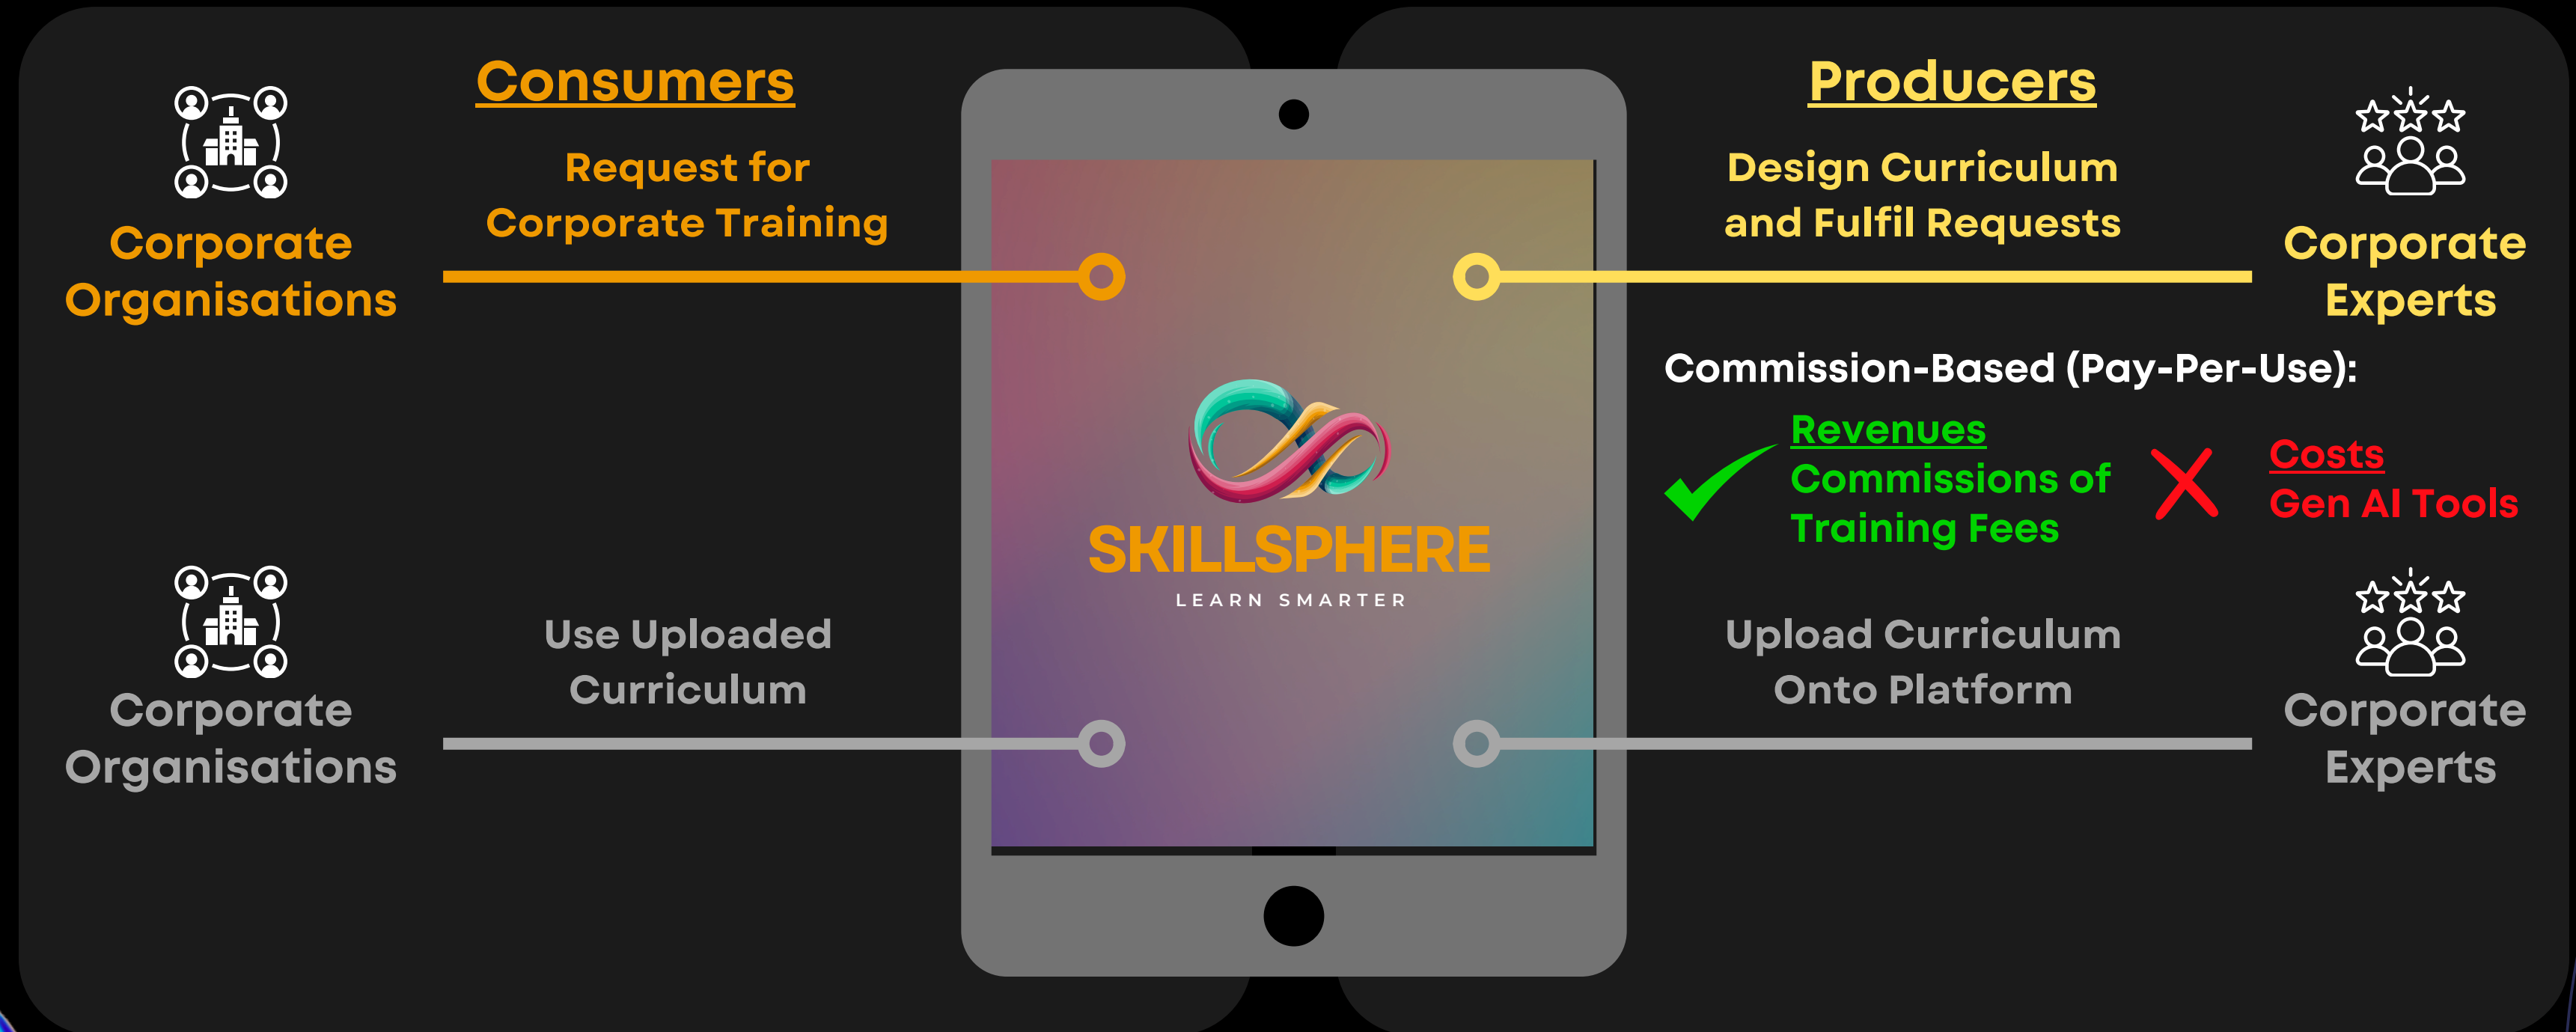 Consumers
Request for
Corporate Training
Corporate
Organisations
Use Uploaded
Curriculum
Corporate
Organisations
SKILLSPHERE
LEARN SMARTER
Producers
Design Curriculum
and Fulfil Requests
Corporate
Experts
Commission-Based (Pay-Per-Use):
Revenues
Commissions of
Training Fees
Costs
Gen AI Tools
Upload Curriculum
Onto Platform
Corporate
Experts